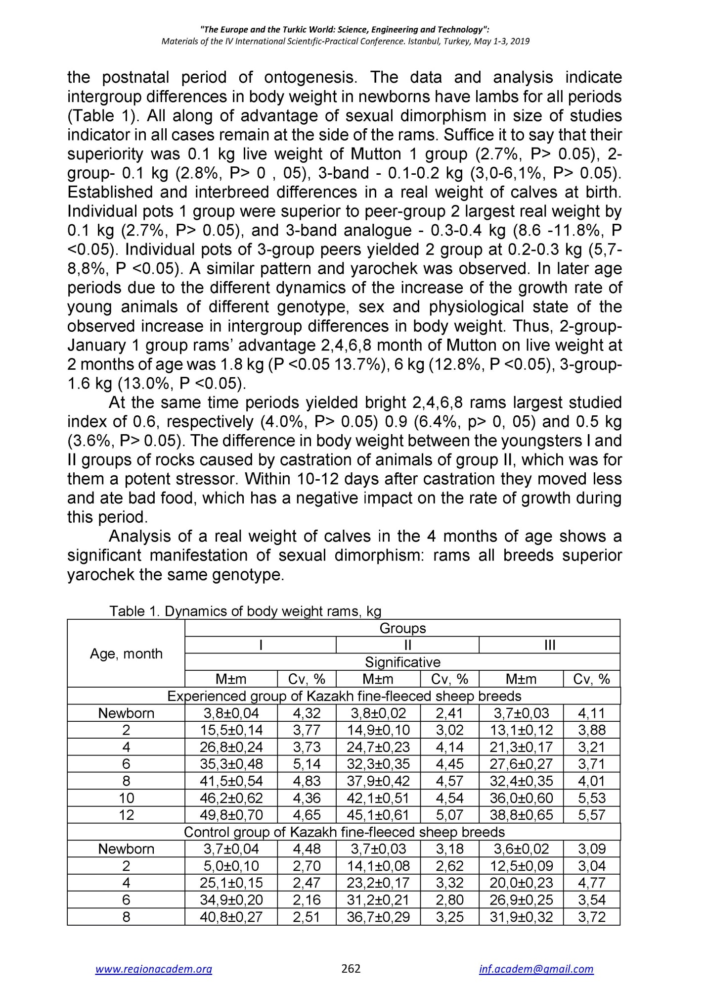 "The Europe and the Turkic World: Science, Engineering and Technology":
Materials of the IV International Scientific-Practical Conference. Istanbul, Turkey, May 1-3, 2019
the postnatal period of ontogenesis. The data and analysis indicate
intergroup differences in body weight in newborns have lambs for all periods
(Table 1). All along of advantage of sexual dimorphism in size of studies
indicator in all cases remain at the side of the rams. Suffice it to say that their
superiority was 0.1 kg live weight of Mutton 1 group (2.7%, P> 0.05), 2-
group- 0.1 kg (2.8%, P> 0 , 05), 3-band - 0.1-0.2 kg (3,0-6,1%, P> 0.05).
Established and interbreed differences in a real weight of calves at birth.
Individual pots 1 group were superior to peer-group 2 largest real weight by
0.1 kg (2.7%, P> 0.05), and 3-band analogue - 0.3-0.4 kg (8.6 -11.8%, P
<0.05). Individual pots of 3-group peers yielded 2 group at 0.2-0.3 kg (5,7-
8,8%, P <0.05). A similar pattern and yarochek was observed. In later age
periods due to the different dynamics of the increase of the growth rate of
young animals of different genotype, sex and physiological state of the
observed increase in intergroup differences in body weight. Thus, 2-group-
January 1 group rams’ advantage 2,4,6,8 month of Mutton on live weight at
2 months of age was 1.8 kg (P <0.05 13.7%), 6 kg (12.8%, P <0.05), 3-group-
1.6 kg (13.0%, P <0.05).
At the same time periods yielded bright 2,4,6,8 rams largest studied
index of 0.6, respectively (4.0%, P> 0.05) 0.9 (6.4%, p> 0, 05) and 0.5 kg
(3.6%, P> 0.05). The difference in body weight between the youngsters I and
II groups of rocks caused by castration of animals of group II, which was for
them a potent stressor. Within 10-12 days after castration they moved less
and ate bad food, which has a negative impact on the rate of growth during
this period.
Analysis of a real weight of calves in the 4 months of age shows a
significant manifestation of sexual dimorphism: rams all breeds superior
yarochek the same genotype.
Table 1. Dynamics of body weight rams, kg
Age, month Groups
I II III
Significative
M±m Cv, % M±m Cv, % M±m Cv, %
Experienced group of Kazakh fine-fleeced sheep breeds
Newborn 3,8±0,04 4,32 3,8±0,02 2,41 3,7±0,03 4,11
2 15,5±0,14 3,77 14,9±0,10 3,02 13,1±0,12 3,88
4 26,8±0,24 3,73 24,7±0,23 4,14 21,3±0,17 3,21
6 35,3±0,48 5,14 32,3±0,35 4,45 27,6±0,27 3,71
8 41,5±0,54 4,83 37,9±0,42 4,57 32,4±0,35 4,01
10 46,2±0,62 4,36 42,1±0,51 4,54 36,0±0,60 5,53
12 49,8±0,70 4,65 45,1±0,61 5,07 38,8±0,65 5,57
Control group of Kazakh fine-fleeced sheep breeds
Newborn 3,7±0,04 4,48 3,7±0,03 3,18 3,6±0,02 3,09
2 5,0±0,10 2,70 14,1±0,08 2,62 12,5±0,09 3,04
4 25,1±0,15 2,47 23,2±0,17 3,32 20,0±0,23 4,77
6 34,9±0,20 2,16 31,2±0,21 2,80 26,9±0,25 3,54
8 40,8±0,27 2,51 36,7±0,29 3,25 31,9±0,32 3,72
www.regionacadem.org 262 inf.academ@gmail.com